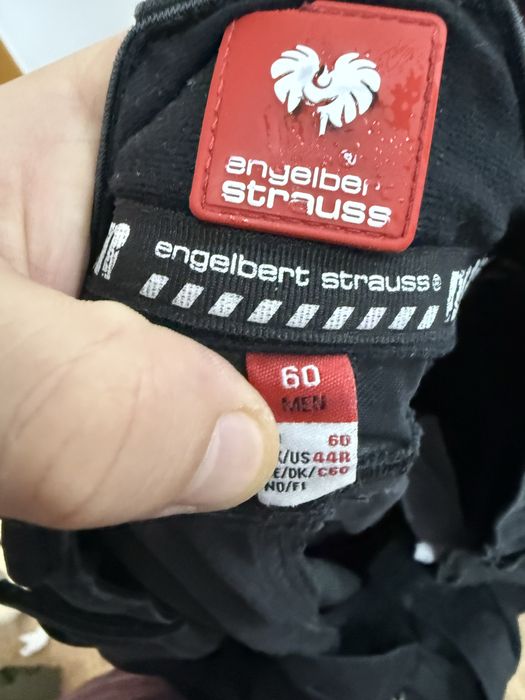 engelbert
strauss
engelbert strauss®
60
MEN
60
K/US 44R
E/DK/ C60
NO/FI